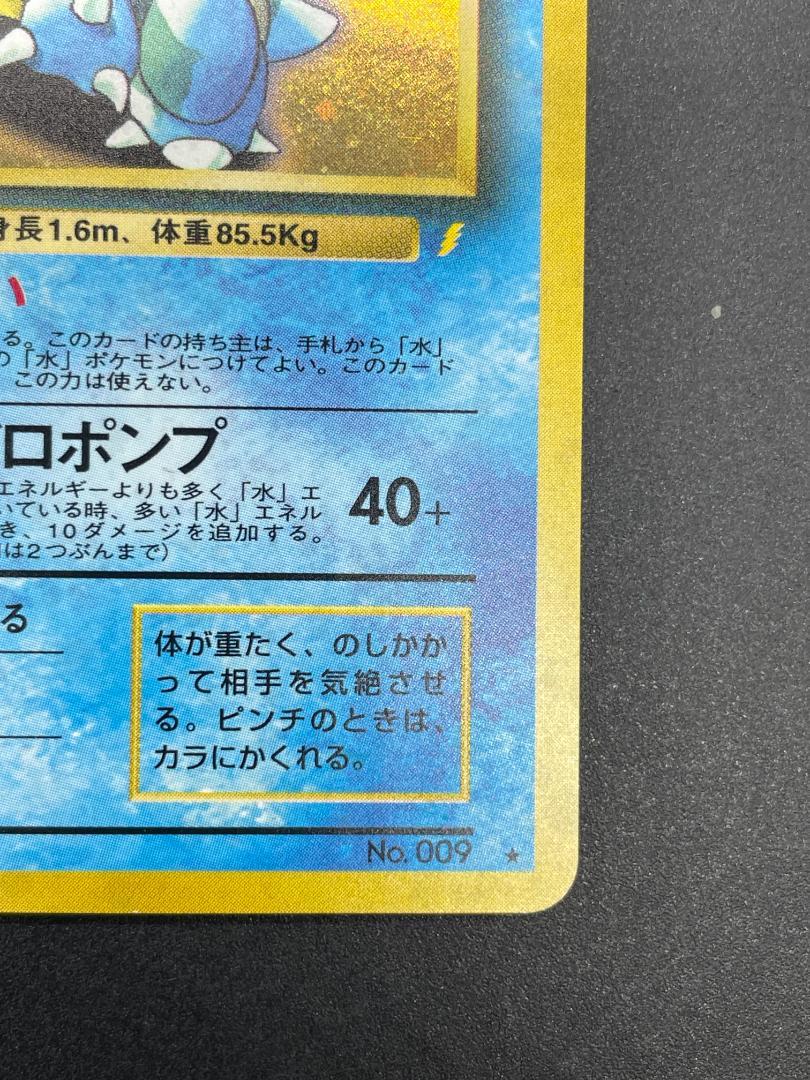 長1.6m、体重85.5Kg
い
る。このカードの持ち主は、手札から「水」
の「水」ポケモンにつけてよい。このカード
この力は使えない。
ロポンプ
エネルギーよりも多く「水」エ
いている時、多い「水」エネル
き、10ダメージを追加する。
は2つぶんまで)
40+
る
体が重たく、のしかか
って相手を気絶させ
る。ピンチのときは、
カラにかくれる。
No. 009 ★